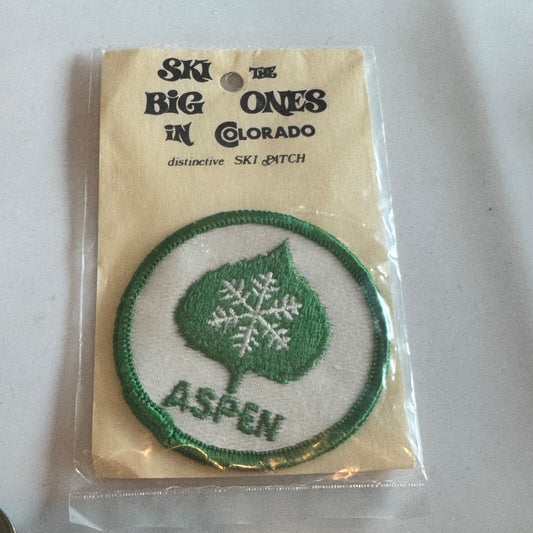 SKI THE
BiG ONES
iN COLORADO
distinctive SKI PATCH
ASPEN